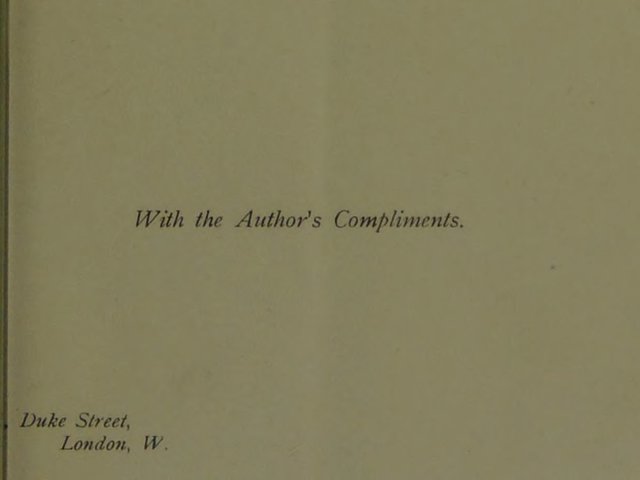 With the Author's Compliments.
Duke Street,
London, W.